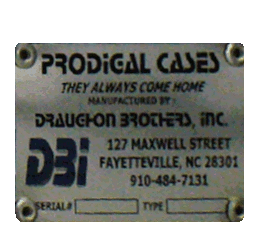 PRODIGAL CASES
THEY ALWAYS COME HOME
MANUFACTURED BY:
DRAUGHON BROTHERS, INC.
DBi
127 MAXWELL STREET
FAYETTEVILLE, NC 28301
910-484-7131
SERIAL# TYPE